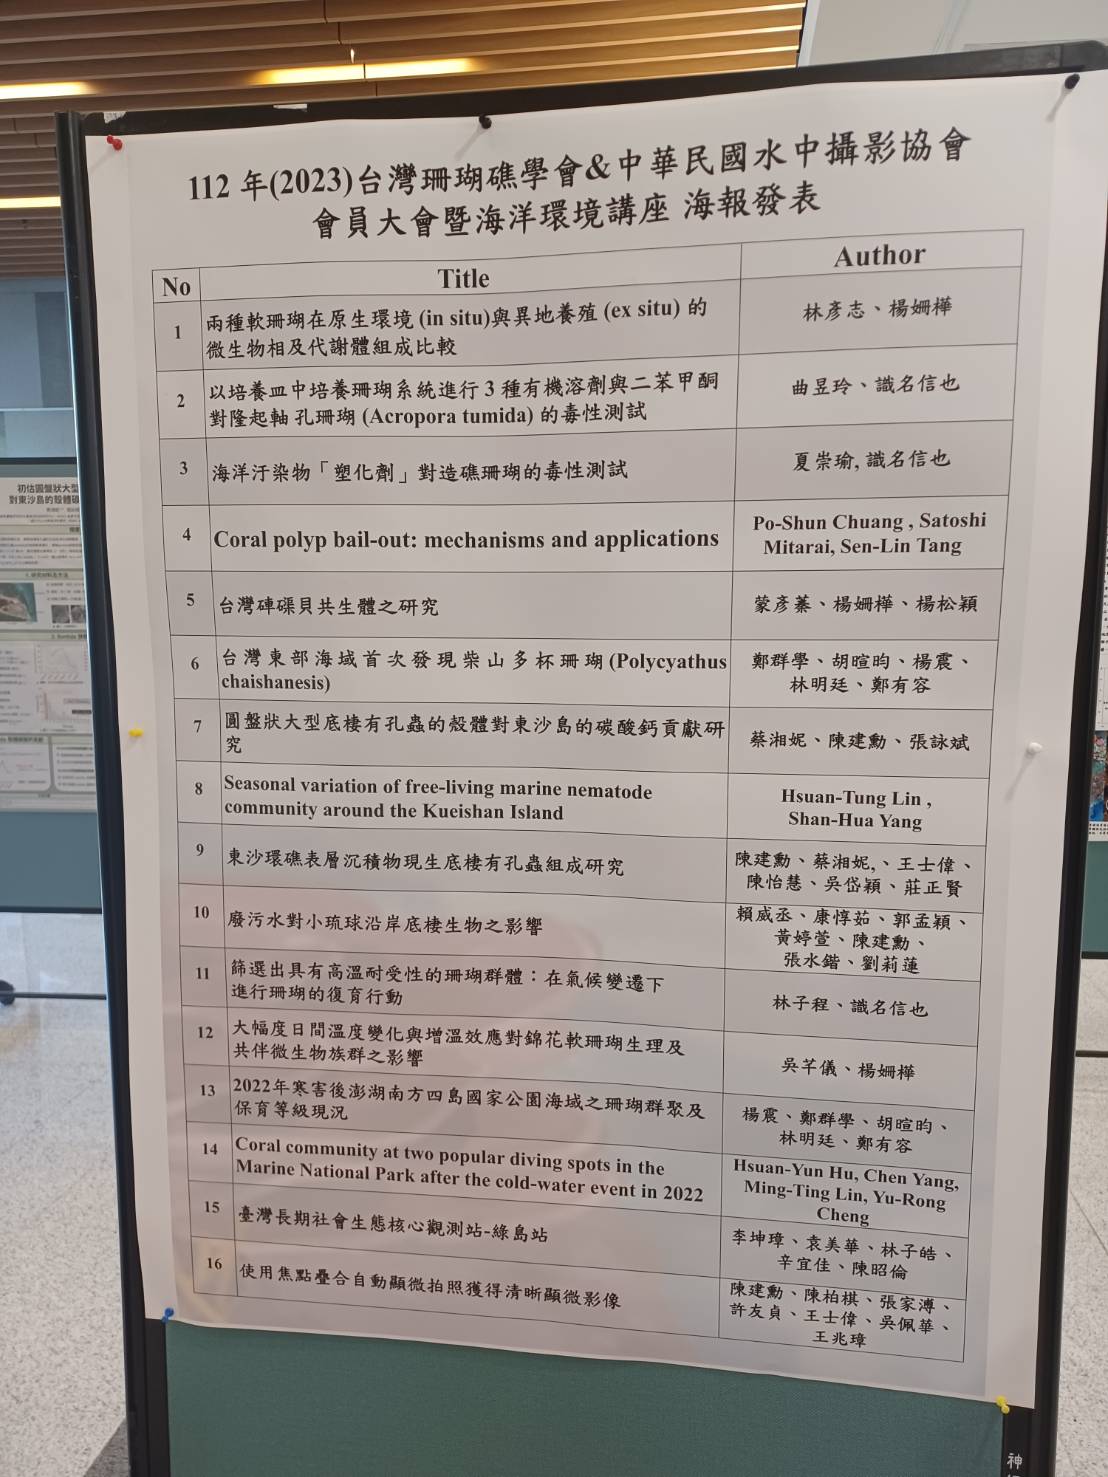 112 年(2023)台灣珊瑚礁學會&中華民國水中攝影協會
會員大會暨海洋環境講座 海報發表
No Title Author
1 兩種軟珊瑚在原生環境 (in situ)與異地養殖 (ex situ) 的
微生物相及代謝體組成比較
林彥志、楊姍樺
2 以培養皿中培養珊瑚系統進行 3 種有機溶劑與二苯甲酮
對隆起軸 孔珊瑚 (Acropora tumida) 的毒性測試
曲昱玲、識名信也
3 海洋汙染物「塑化劑」對造礁珊瑚的毒性測試
夏崇瑜, 識名信也
4 Coral polyp bail-out: mechanisms and applications
Po-Shun Chuang , Satoshi
Mitarai, Sen-Lin Tang
5 台灣硨磲貝共生體之研究
蒙彥蓁、楊姍樺、楊松穎
6 台灣東部海域首次發現柴山多杯珊瑚(Polycyathus
chaishanesis)
鄭群學、胡暄昀、楊震、
林明廷、鄭有容
7 圓盤狀大型底棲有孔蟲的殼體對東沙島的碳酸鈣貢獻研
究
蔡湘妮、陳建勳、張詠斌
8 Seasonal variation of free-living marine nematode
community around the Kueishan Island
Hsuan-Tung Lin ,
Shan-Hua Yang
9 東沙環礁表層沉積物現生底棲有孔蟲組成研究
陳建勳、蔡湘妮,、王士偉、
陳怡慧、吳岱穎、莊正賢
10 廢污水對小琉球沿岸底棲生物之影響
賴威丞、康惇茹、郭孟穎、
黃婷萱、陳建勳、
張水鍇、劉莉蓮
11 篩選出具有高溫耐受性的珊瑚群體：在氣候變遷下
進行珊瑚的復育行動
林子程、識名信也
12 大幅度日間溫度變化與增溫效應對錦花軟珊瑚生理及
共伴微生物族群之影響
吳芊儀、楊姍樺
13 2022年寒害後澎湖南方四島國家公園海域之珊瑚群聚及
保育等級現況
楊震、鄭群學、胡暄昀、
林明廷、鄭有容
14 Coral community at two popular diving spots in the
Marine National Park after the cold-water event in 2022
Hsuan-Yun Hu, Chen Yang,
Ming-Ting Lin, Yu-Rong
Cheng
15 臺灣長期社會生態核心觀測站-綠島站
李坤璋、袁美華、林子皓、
辛宜佳、陳昭倫
16 使用焦點疊合自動顯微拍照獲得清晰顯微影像
陳建勳、陳柏棋、張家溥、
許友貞、王士偉、吳佩華、
王兆璋
初估圓盤狀大型
對東沙島的殼體碳
神